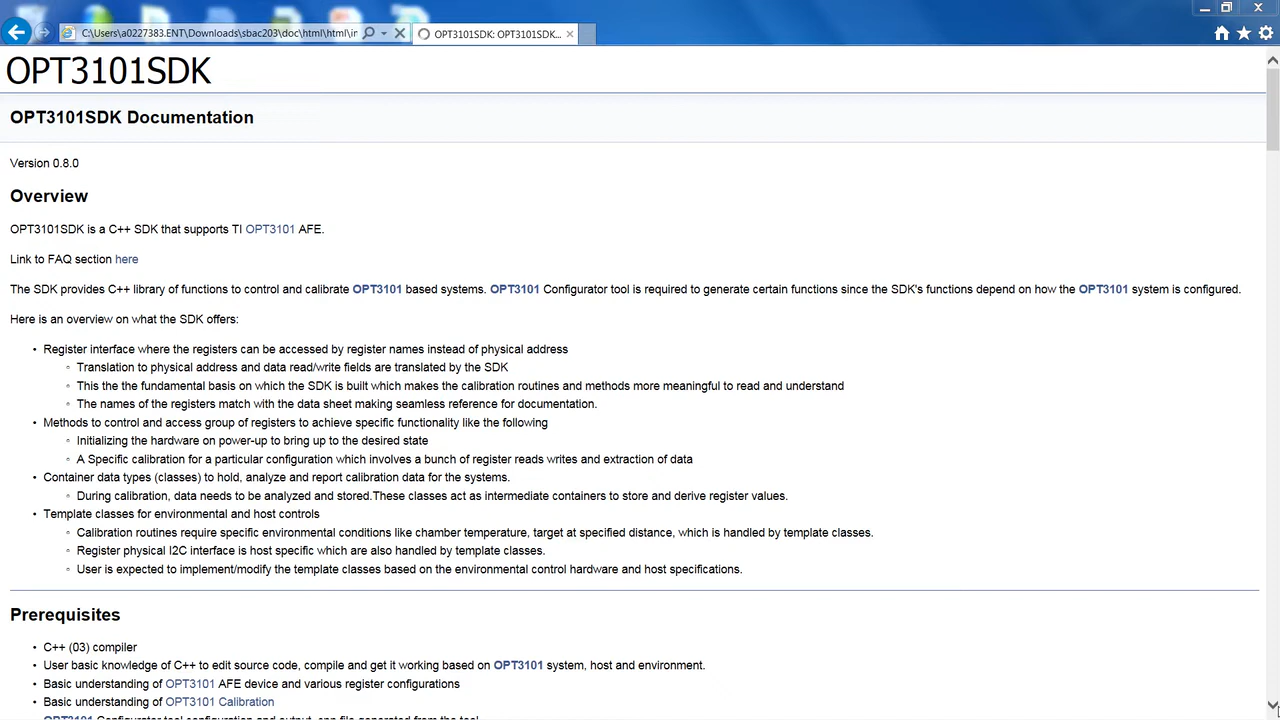 C:\Users\a0227383.ENT\Downloads\sbac203\doc\html\html\in
OPT3101SDK: OPT3101SDK...
OPT3101SDK
OPT3101SDK Documentation
Version 0.8.0
Overview
OPT3101SDK is a C++ SDK that supports TI OPT3101 AFE.
Link to FAQ section here
The SDK provides C++ library of functions to control and calibrate OPT3101 based systems. OPT3101 Configurator tool is required to generate certain functions since the SDK's functions depend on how the OPT3101 system is configured.
Here is an overview on what the SDK offers:
• Register interface where the registers can be accessed by register names instead of physical address
◦ Translation to physical address and data read/write fields are translated by the SDK
◦ This the the fundamental basis on which the SDK is built which makes the calibration routines and methods more meaningful to read and understand
◦ The names of the registers match with the data sheet making seamless reference for documentation.
• Methods to control and access group of registers to achieve specific functionality like the following
◦ Initializing the hardware on power-up to bring up to the desired state
◦ A Specific calibration for a particular configuration which involves a bunch of register reads writes and extraction of data
• Container data types (classes) to hold, analyze and report calibration data for the systems.
◦ During calibration, data needs to be analyzed and stored.These classes act as intermediate containers to store and derive register values.
• Template classes for environmental and host controls
◦ Calibration routines require specific environmental conditions like chamber temperature, target at specified distance, which is handled by template classes.
◦ Register physical I2C interface is host specific which are also handled by template classes.
◦ User is expected to implement/modify the template classes based on the environmental control hardware and host specifications.
Prerequisites
• C++ (03) compiler
• User basic knowledge of C++ to edit source code, compile and get it working based on OPT3101 system, host and environment.
• Basic understanding of OPT3101 AFE device and various register configurations
• Basic understanding of OPT3101 Calibration
OPT3101 Configurator tool configuration and output .cpp file generated from the tool